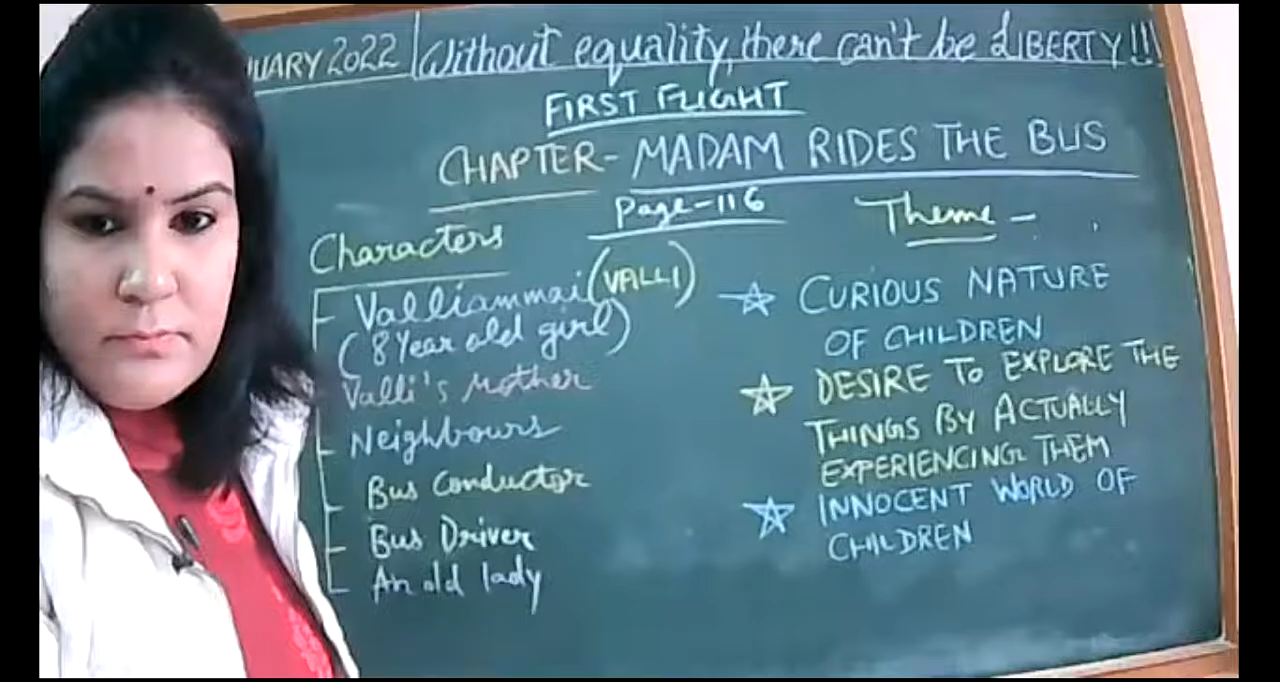 UARY 2022
Without equality, there can't be LIBERTY!!
FIRST FLIGHT
CHAPTER- MADAM RIDES THE BUS
Page-116
Characters
Valliammai (VALLI)
(8 Year old girl)
Valli's Mother
Neighbours
Bus Conductor
Bus Driver
An old lady
Theme -
CURIOUS NATURE
OF CHILDREN
DESIRE TO EXPLORE THE
THINGS BY ACTUALLY
EXPERIENCING THEM
INNOCENT WORLD OF
CHILDREN